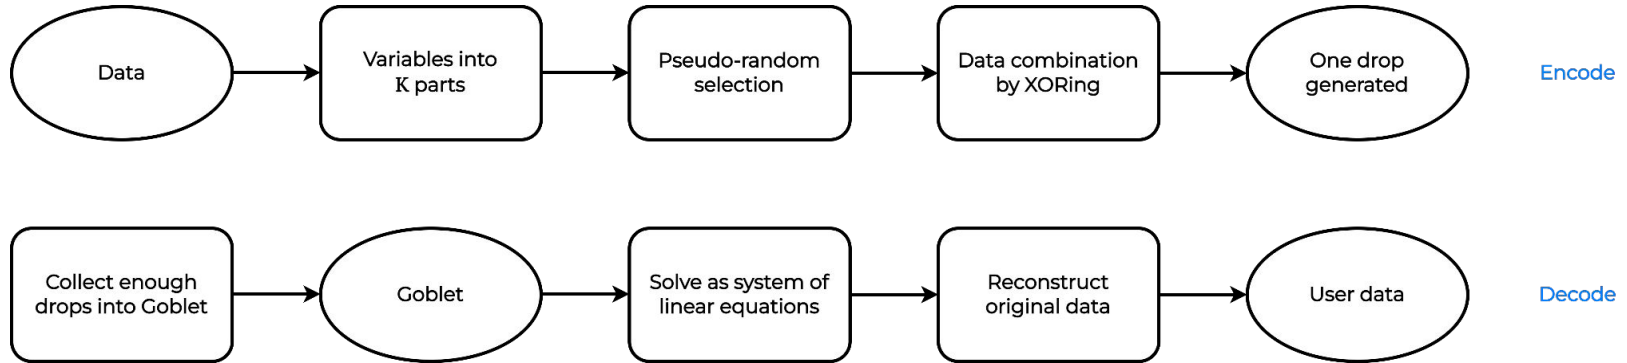 Data
Variables into
K parts
Pseudo-random
selection
Data combination
by XORing
One drop
generated
Encode
Collect enough
drops into Goblet
Goblet
Solve as system of
linear equations
Reconstruct
original data
User data
Decode